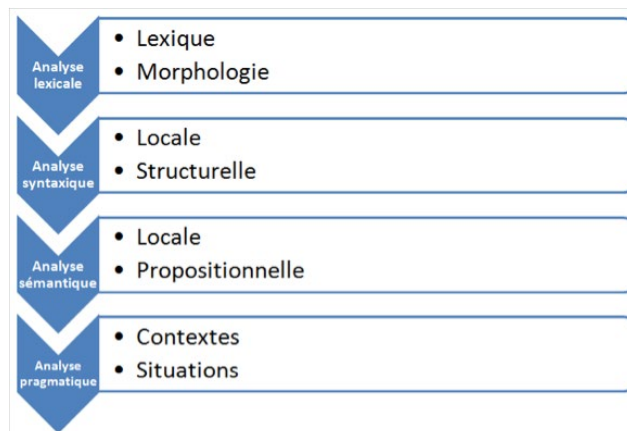 Analyse
lexicale
• Lexique
• Morphologie
Analyse
syntaxique
• Locale
• Structurelle
Analyse
sémantique
• Locale
• Propositionnelle
Analyse
pragmatique
• Contextes
• Situations